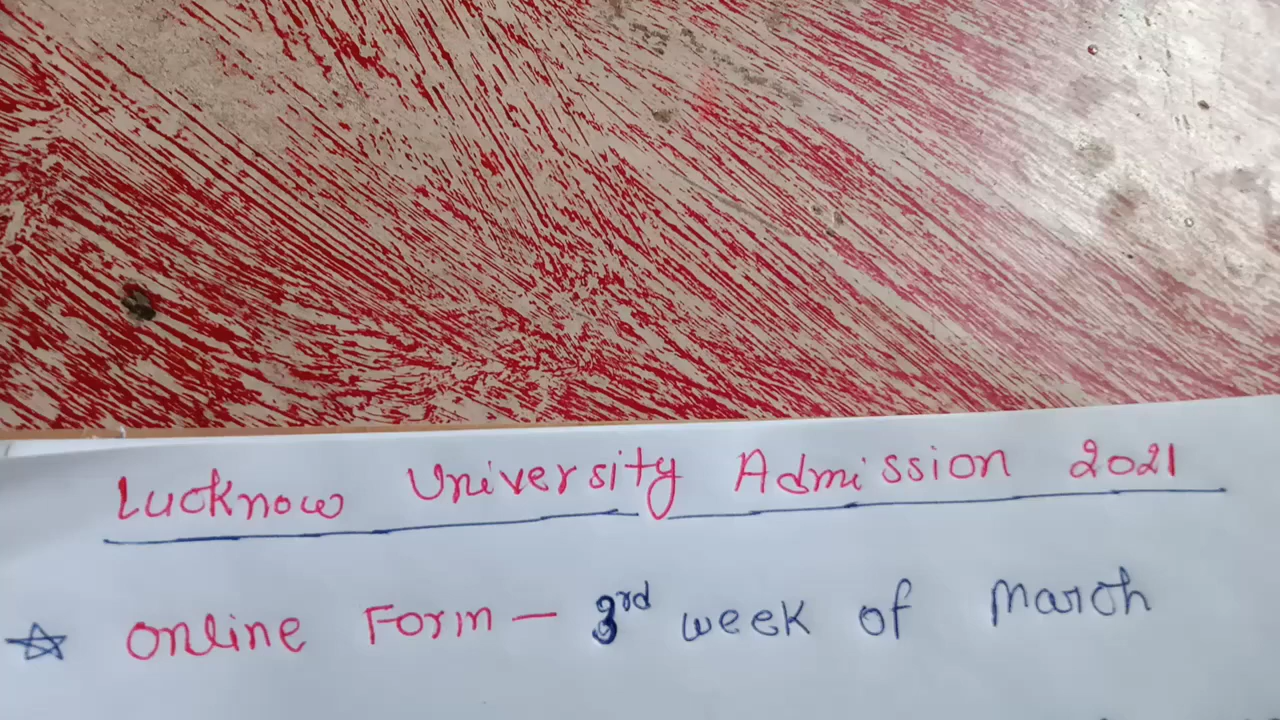 Lucknow University Admission 2021
☆ Online Form - 3rd week of March